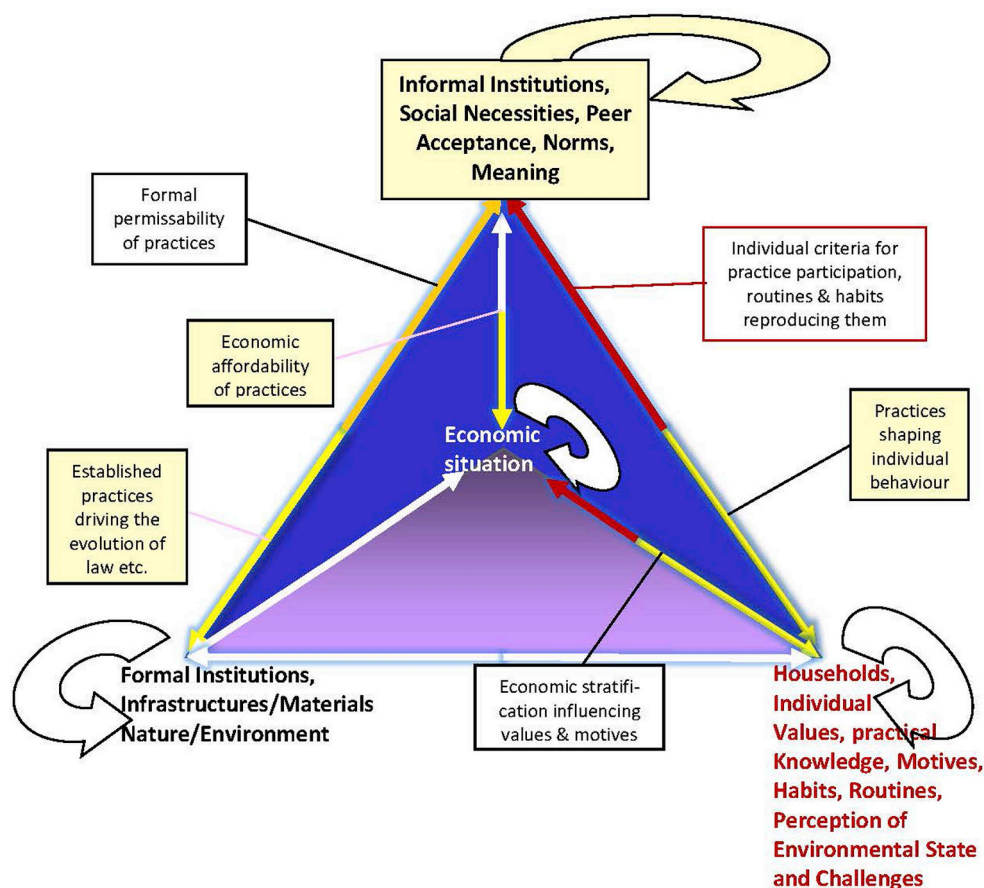 Informal Institutions,
Social Necessities, Peer
Acceptance, Norms,
Meaning
Formal
permissability
of practices
Individual criteria for
practice participation,
routines & habits
reproducing them
Economic
affordability
of practices
Practices
shaping
individual
behaviour
Economic
situation
Established
practices
driving the
evolution of
law etc.
Formal Institutions,
Infrastructures/Materials
Nature/Environment
Economic stratifi-
cation influencing
values & motives
Households,
Individual
Values, practical
Knowledge, Motives,
Habits, Routines,
Perception of
Environmental State
and Challenges